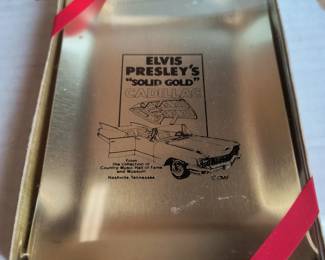 ELVIS
PRESLEY'S
"SOLID GOLD"
CADILLAC
From
the collection of
Country Music Hall of Fame
and Museum
Nashville, Tennessee